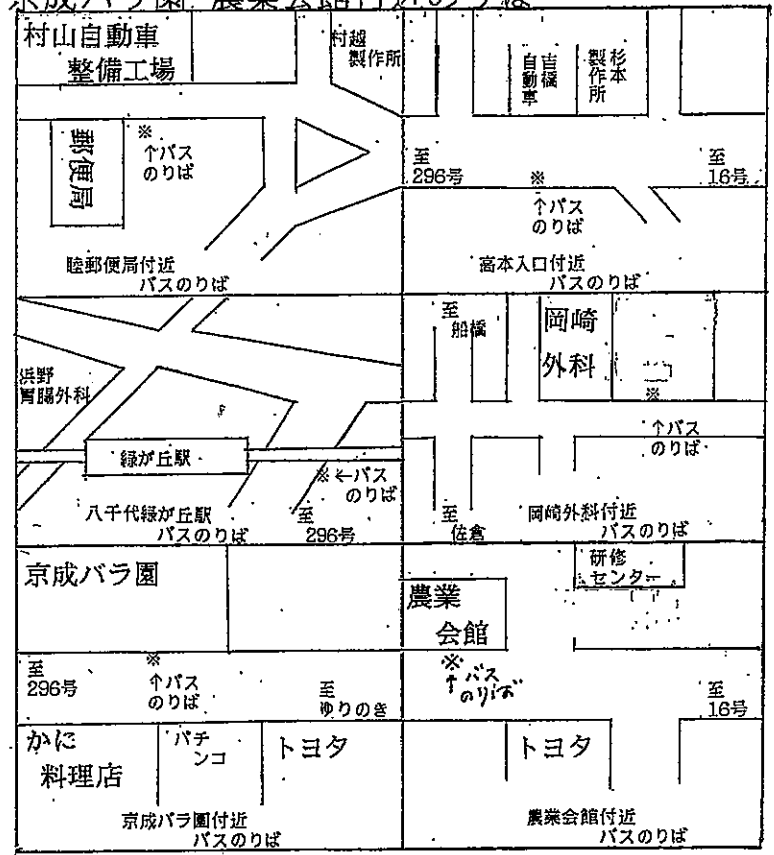 京成バラ園 農業会館付近のりば
村山自動車
整備工場
村越
製作所
郵便局
※
↑バス
のりば
睦郵便局付近
バスのりば
吉橋
自動車
杉本
製作所
至
296号
※
↑バス
のりば
至
16号
高本入口付近
バスのりば
浜野
胃腸外科
緑が丘駅
※←バス
のりば
八千代緑が丘駅
バスのりば
至
296号
至
船橋
岡崎
外科
※
↑バス
のりば
至
佐倉
岡崎外科付近
バスのりば
京成バラ園
至
296号
※
↑バス
のりば
至
ゆりのき
かに
料理店
パチ
ンコ
トヨタ
京成バラ園付近
バスのりば
研修
センター
農業
会館
※
↑バス
のりば
至
16号
トヨタ
農業会館付近
バスのりば